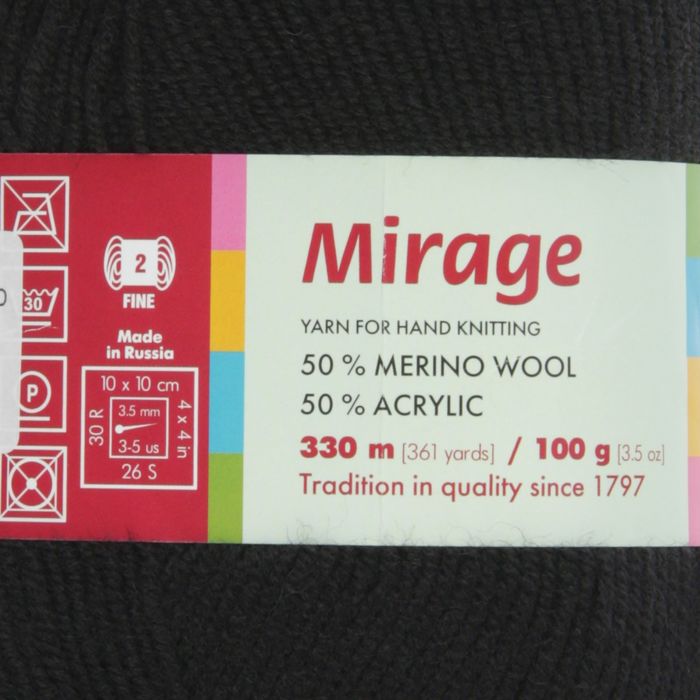 30
P
2
FINE
Made
in Russia
10 x 10 cm
30 R
3.5 mm
3-5 us
4 x 4 in
26 S
Mirage
YARN FOR HAND KNITTING
50 % MERINO WOOL
50 % ACRYLIC
330 m [361 yards] / 100 g [3.5 oz]
Tradition in quality since 1797